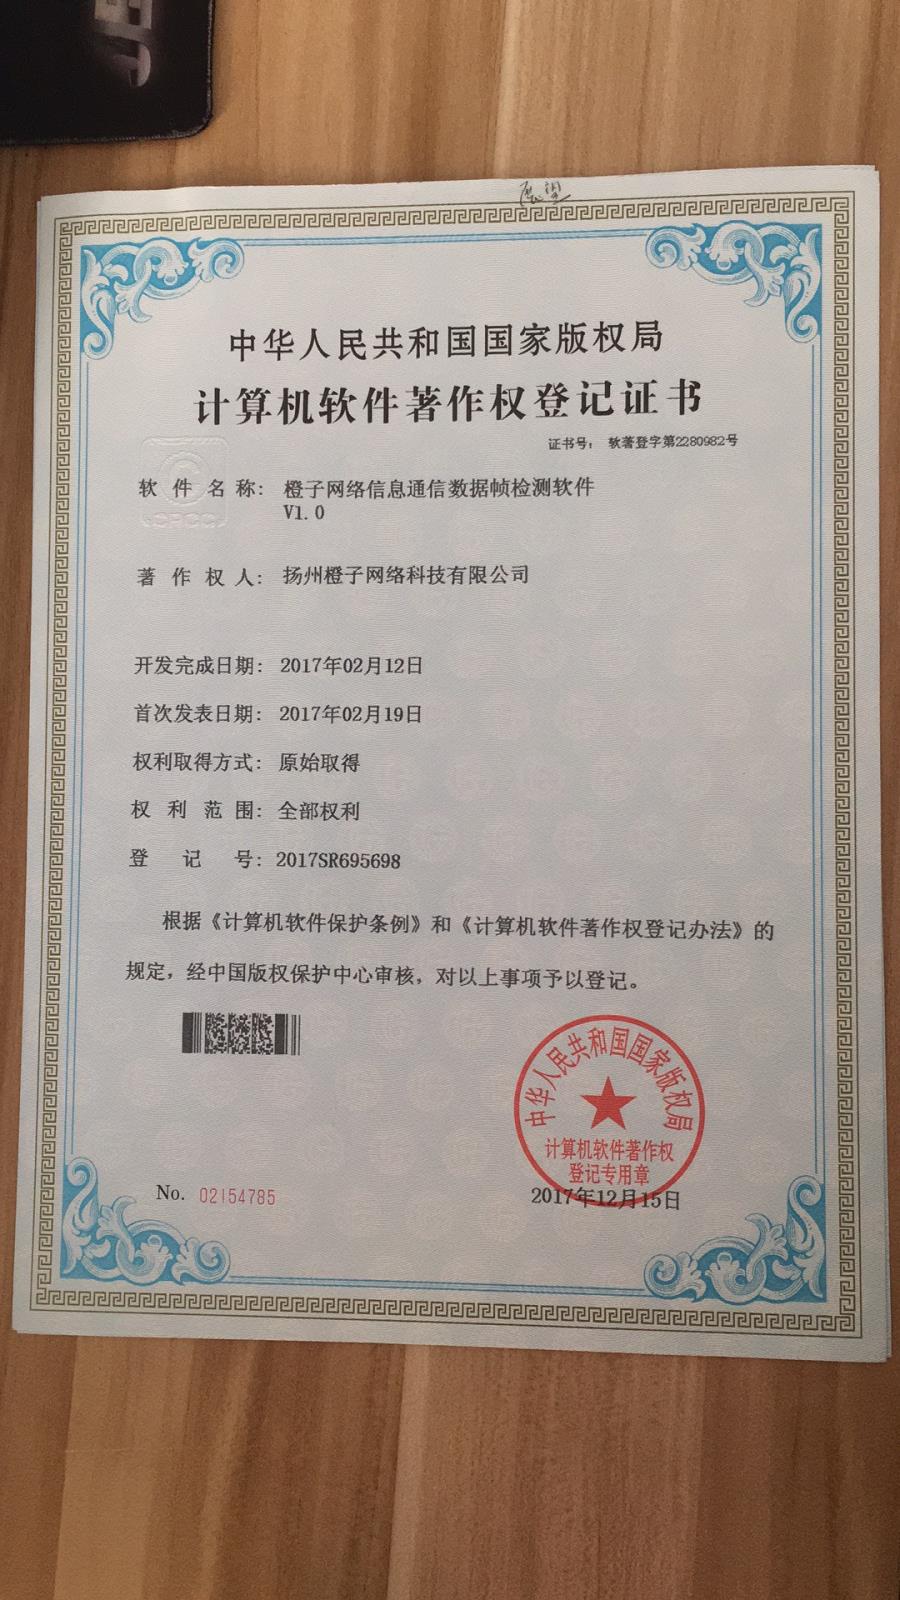 展望
中华人民共和国国家版权局
计算机软件著作权登记证书
证书号： 软著登字第2280982号
软件名称： 橙子网络信息通信数据帧检测软件
V1.0
著作权人： 扬州橙子网络科技有限公司
开发完成日期： 2017年02月12日
首次发表日期： 2017年02月19日
权利取得方式： 原始取得
权利范围： 全部权利
登记号： 2017SR695698
根据《计算机软件保护条例》和《计算机软件著作权登记办法》的
规定，经中国版权保护中心审核，对以上事项予以登记。
中华人民共和国国家版权局
计算机软件著作权
登记专用章
No. 02154785
2017年12月15日